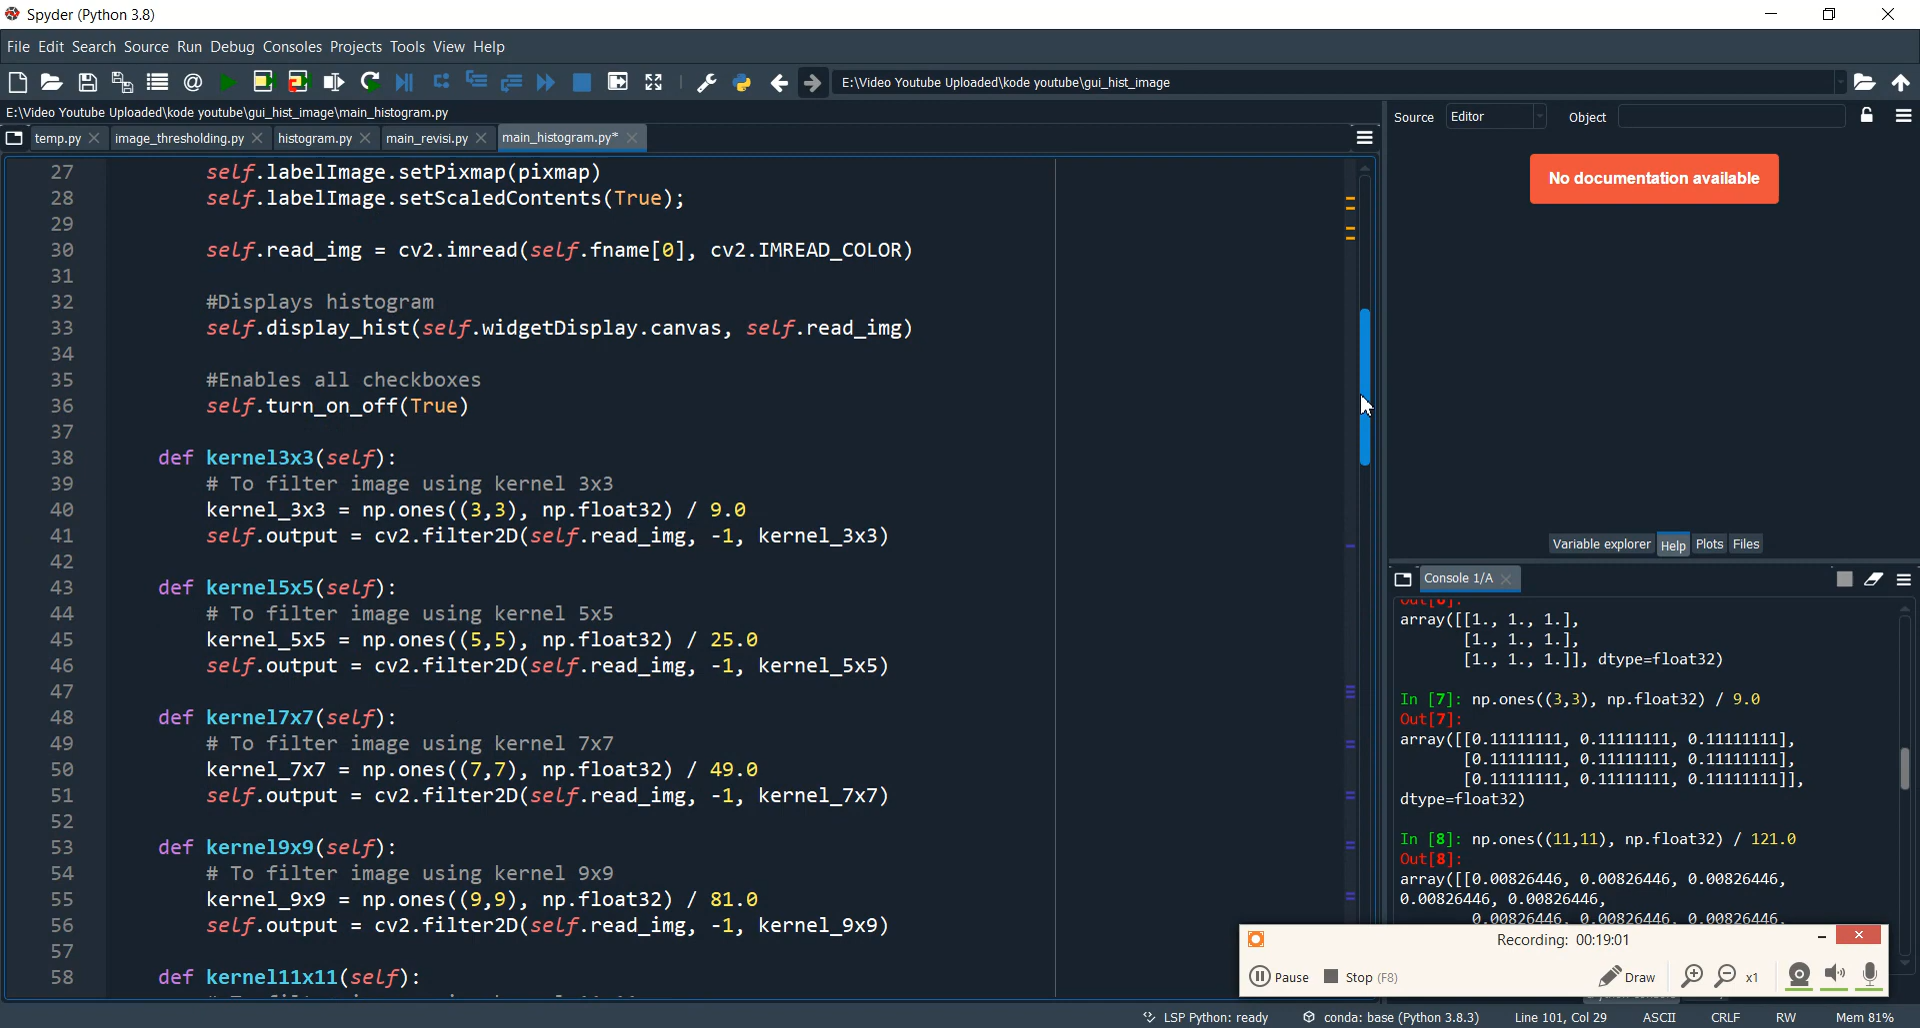 Spyder (Python 3.8)
File Edit Search Source Run Debug Consoles Projects Tools View Help
E:\Video Youtube Uploaded\kode youtube\gui_hist_image
E:\Video Youtube Uploaded\kode youtube\gui_hist_image\main_histogram.py
temp.py image_thresholding.py histogram.py main_revisi.py main_histogram.py*
27 self.labelImage.setPixmap(pixmap)
28 self.labelImage.setScaledContents(True);
29
30 self.read_img = cv2.imread(self.fname[0], cv2.IMREAD_COLOR)
31
32 #Displays histogram
33 self.display_hist(self.widgetDisplay.canvas, self.read_img)
34
35 #Enables all checkboxes
36 self.turn_on_off(True)
37
38 def kernel3x3(self):
39 # To filter image using kernel 3x3
40 kernel_3x3 = np.ones((3,3), np.float32) / 9.0
41 self.output = cv2.filter2D(self.read_img, -1, kernel_3x3)
42
43 def kernel5x5(self):
44 # To filter image using kernel 5x5
45 kernel_5x5 = np.ones((5,5), np.float32) / 25.0
46 self.output = cv2.filter2D(self.read_img, -1, kernel_5x5)
47
48 def kernel7x7(self):
49 # To filter image using kernel 7x7
50 kernel_7x7 = np.ones((7,7), np.float32) / 49.0
51 self.output = cv2.filter2D(self.read_img, -1, kernel_7x7)
52
53 def kernel9x9(self):
54 # To filter image using kernel 9x9
55 kernel_9x9 = np.ones((9,9), np.float32) / 81.0
56 self.output = cv2.filter2D(self.read_img, -1, kernel_9x9)
57
58 def kernel11x11(self):
Source Editor Object
No documentation available
Variable explorer Help Plots Files
Console 1/A
array([[1., 1., 1.],
[1., 1., 1.],
[1., 1., 1.]], dtype=float32)
In [7]: np.ones((3,3), np.float32) / 9.0
Out[7]:
array([[0.11111111, 0.11111111, 0.11111111],
[0.11111111, 0.11111111, 0.11111111],
[0.11111111, 0.11111111, 0.11111111]],
dtype=float32)
In [8]: np.ones((11,11), np.float32) / 121.0
Out[8]:
array([[0.00826446, 0.00826446, 0.00826446,
0.00826446, 0.00826446,
0.00826446, 0.00826446, 0.00826446,
Recording: 00:19:01
Pause Stop (F8) Draw x1
LSP Python: ready conda: base (Python 3.8.3) Line 101, Col 29 ASCII CRLF RW Mem 81%